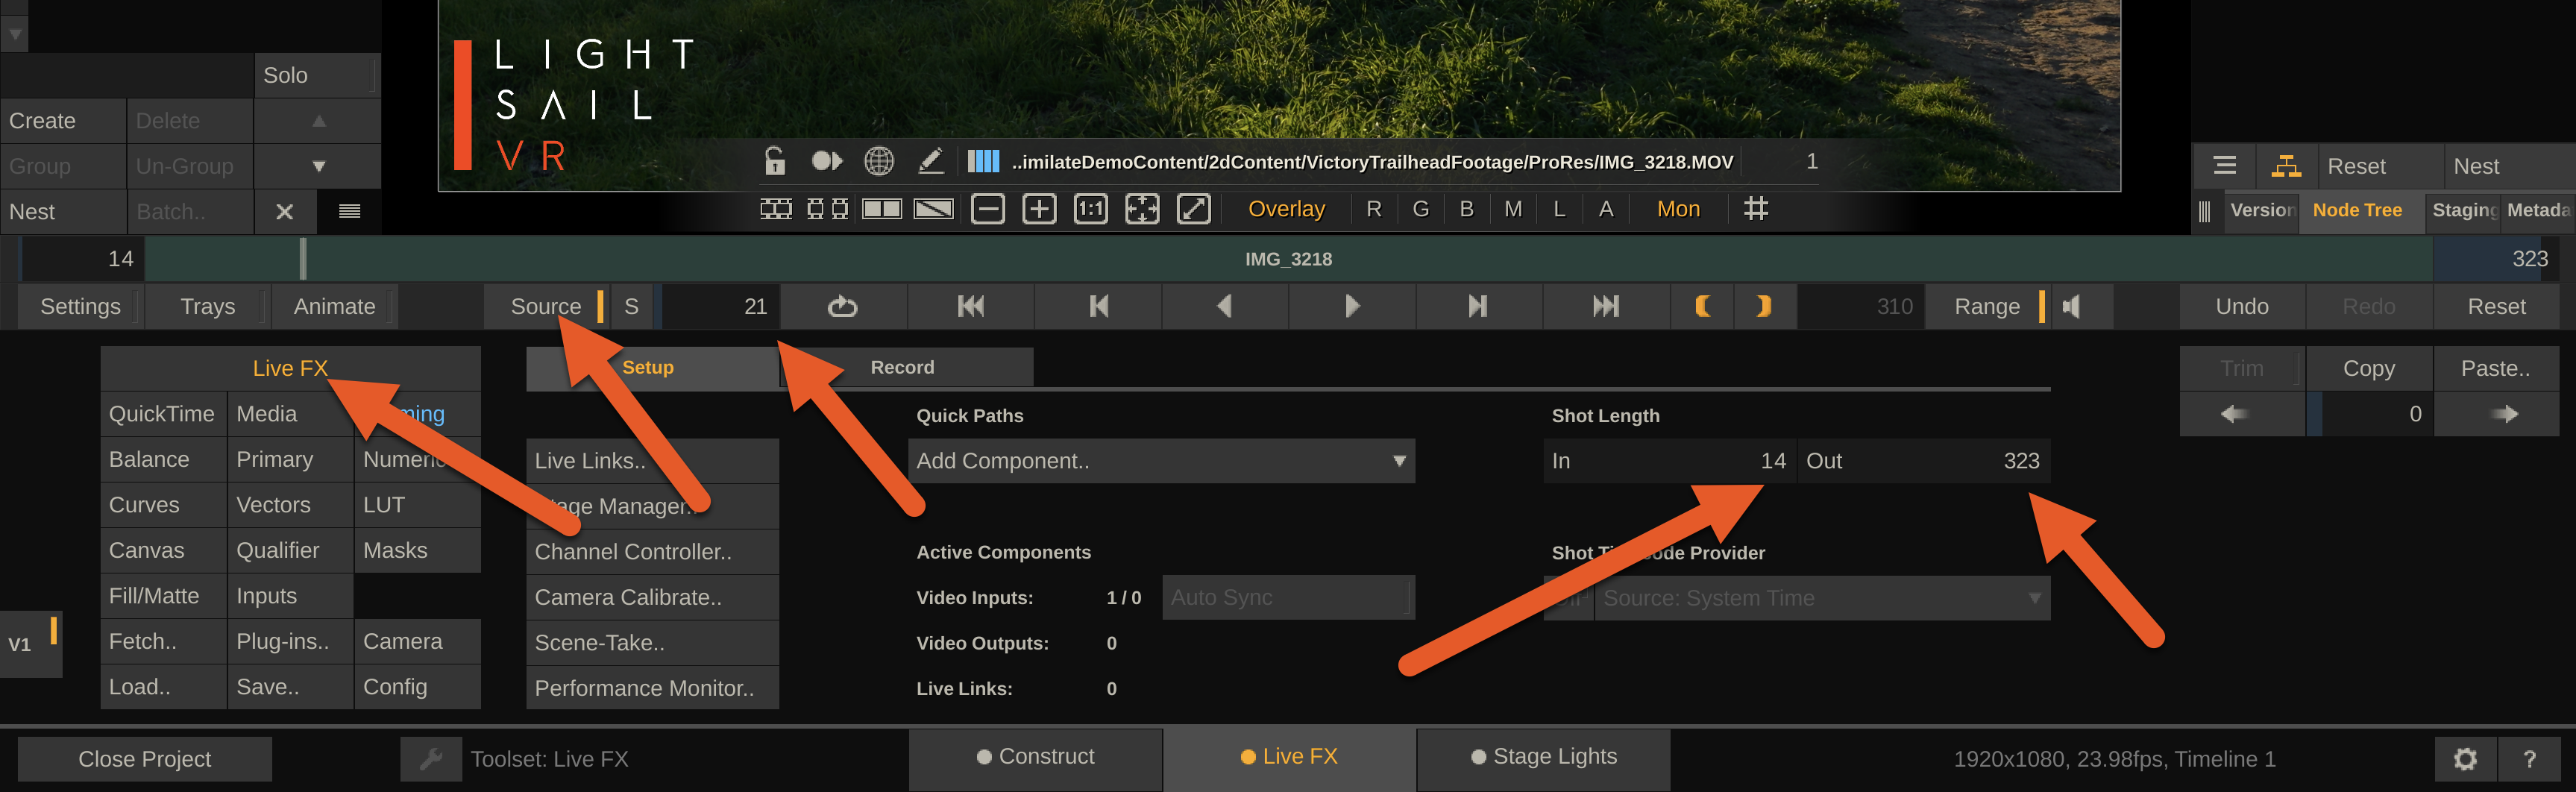 LIGHT
SAIL
VR
Solo
Create Delete
Group Un-Group
Nest Batch..
..imilateDemoContent/2dContent/VictoryTrailheadFootage/ProRes/IMG_3218.MOV 1
1:1 Overlay R G B M L A Mon
Reset Nest
Version Node Tree Staging Metada
14 IMG_3218 323
Settings Trays Animate Source S 21 310 Range Undo Redo Reset
Live FX
QuickTime Media
Balance Primary Numeric
Curves Vectors LUT
Canvas Qualifier Masks
Fill/Matte Inputs
Fetch.. Plug-ins.. Camera
Load.. Save.. Config
V1
Setup Record
Live Links..
Manager..
Channel Controller..
Camera Calibrate..
Scene-Take..
Performance Monitor..
Quick Paths
Add Component..
Active Components
Video Inputs: 1 / 0 Auto Sync
Video Outputs: 0
Live Links: 0
Shot Length
In 14 Out 323
Shot Provider
Source: System Time
Trim Copy Paste..
0
Close Project Toolset: Live FX Construct Live FX Stage Lights 1920x1080, 23.98fps, Timeline 1 ?